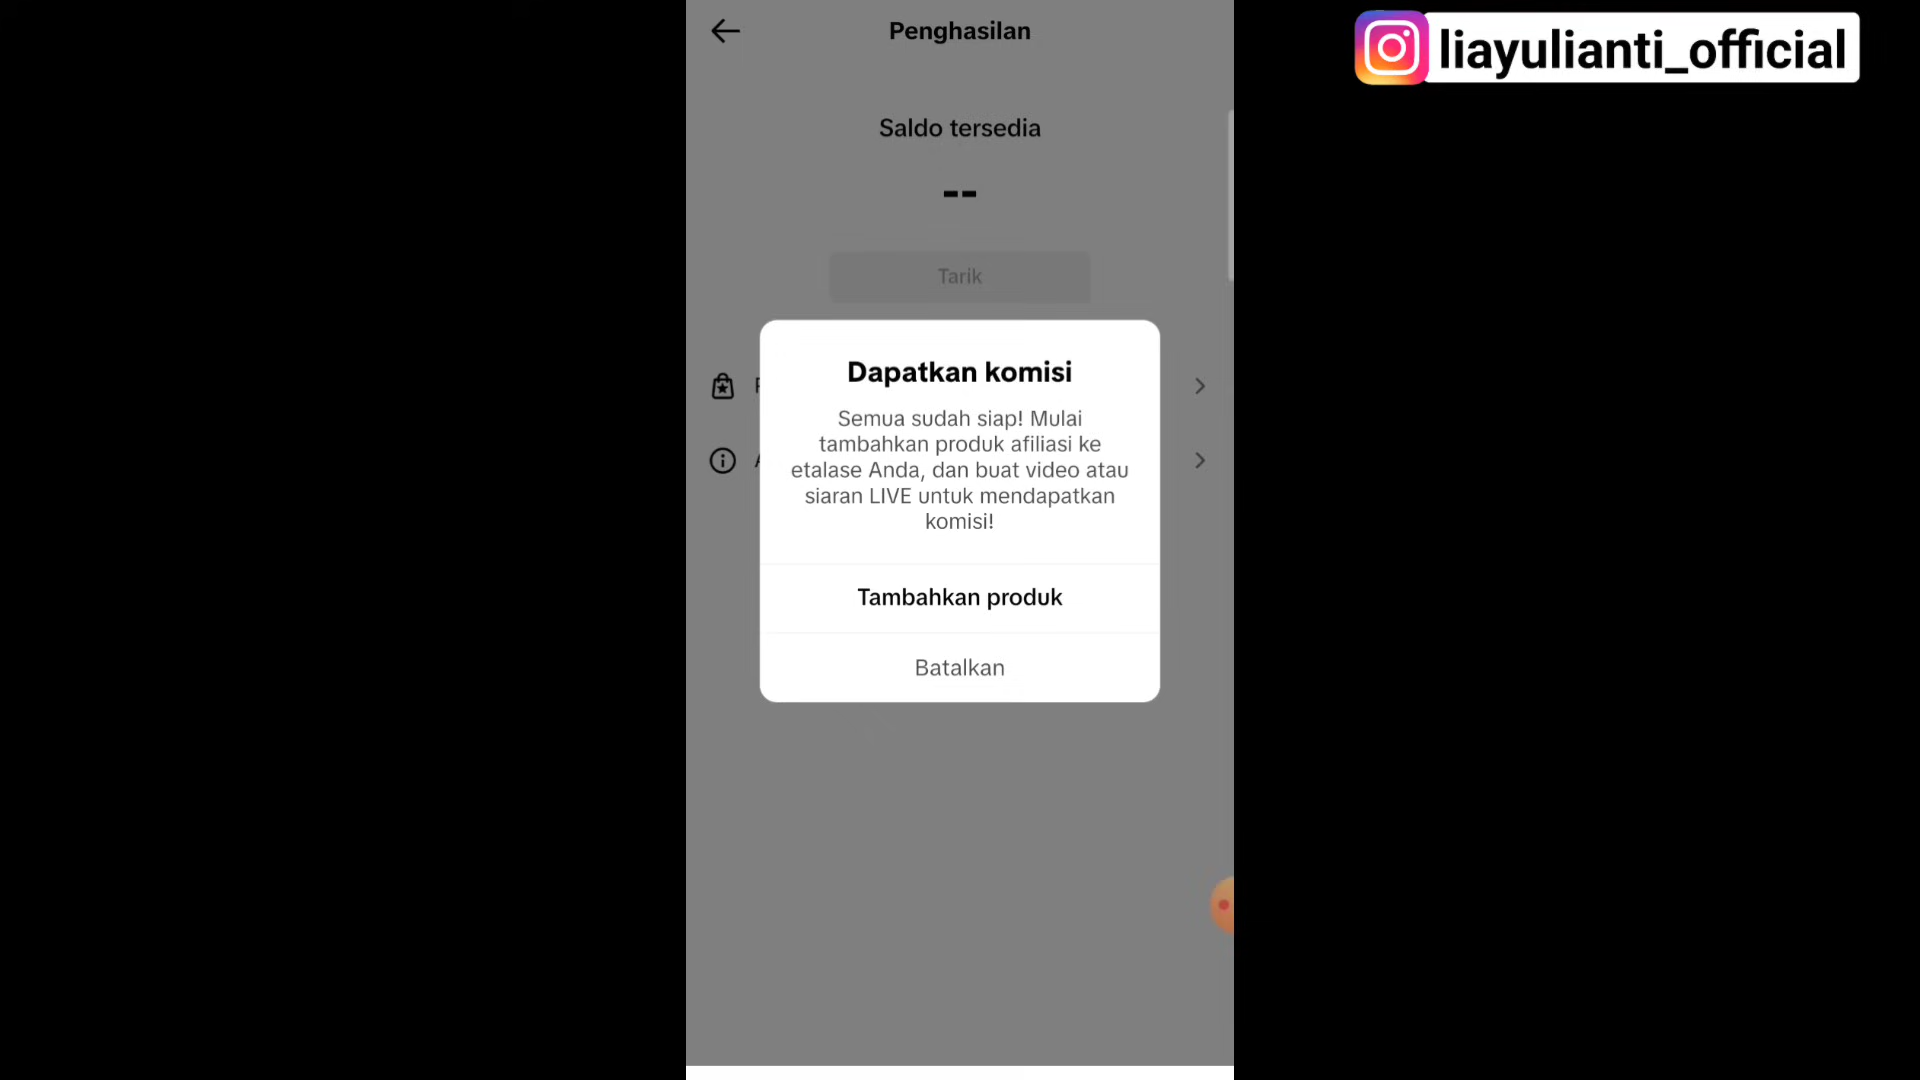 Penghasilan
liayulianti_official
Saldo tersedia
--
Tarik
Dapatkan komisi
Semua sudah siap! Mulai
tambahkan produk afiliasi ke
etalase Anda, dan buat video atau
siaran LIVE untuk mendapatkan
komisi!
Tambahkan produk
Batalkan